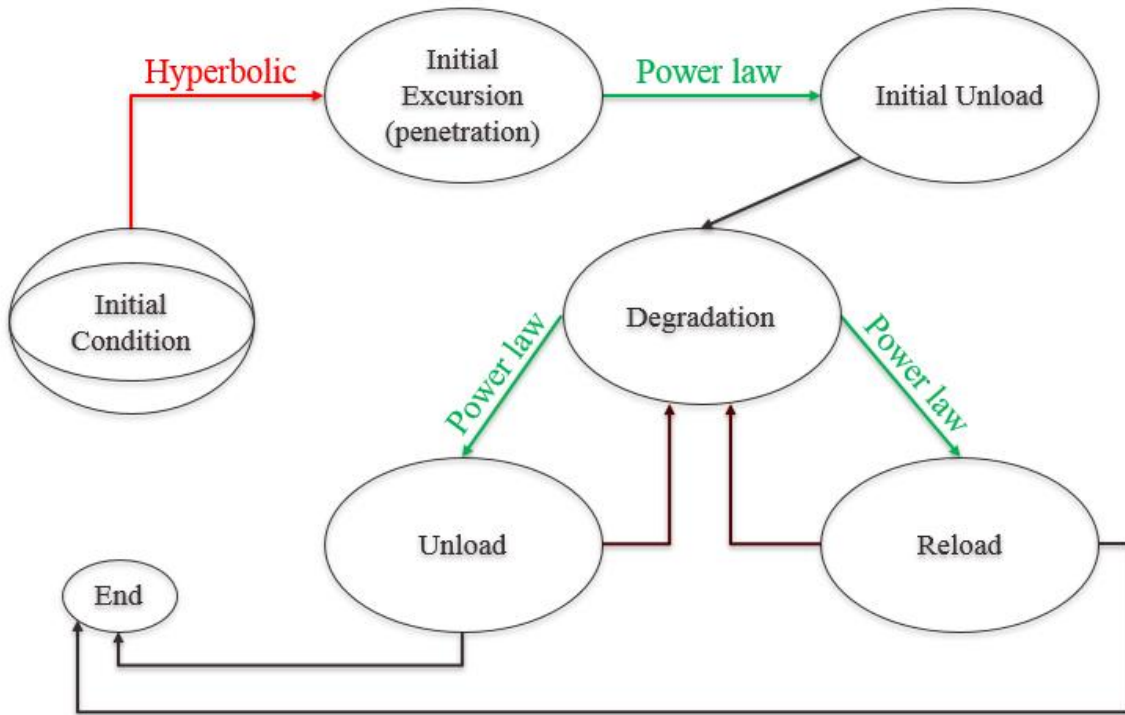 Hyperbolic
Initial
Excursion
(penetration)
Power law
Initial Unload
Initial
Condition
Degradation
Power law
Power law
Unload
Reload
End